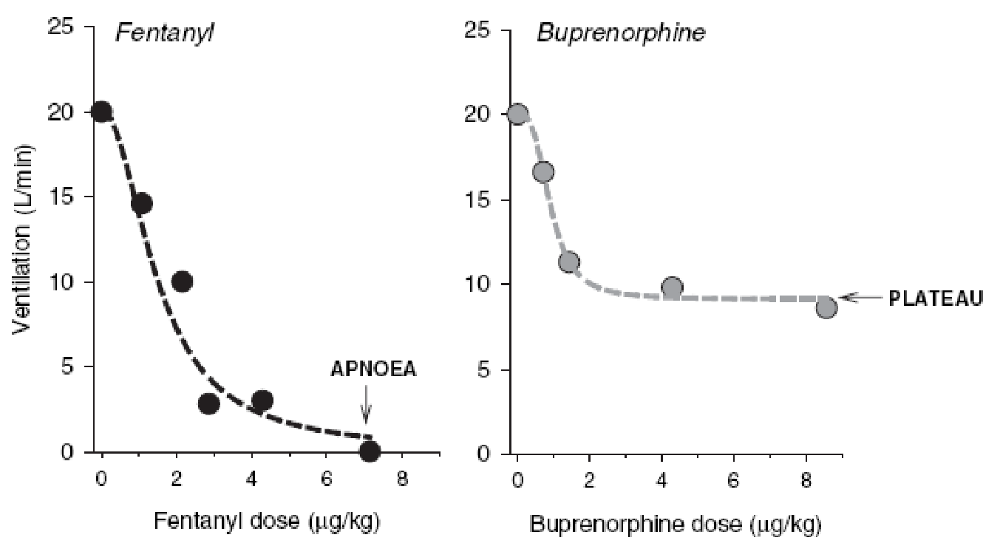 Fentanyl
25
20
15
10
5
0
Ventilation (L/min)
APNOEA
0 2 4 6 8
Fentanyl dose (μg/kg)
Buprenorphine
25
20
15
10
5
0
PLATEAU
0 2 4 6 8
Buprenorphine dose (μg/kg)